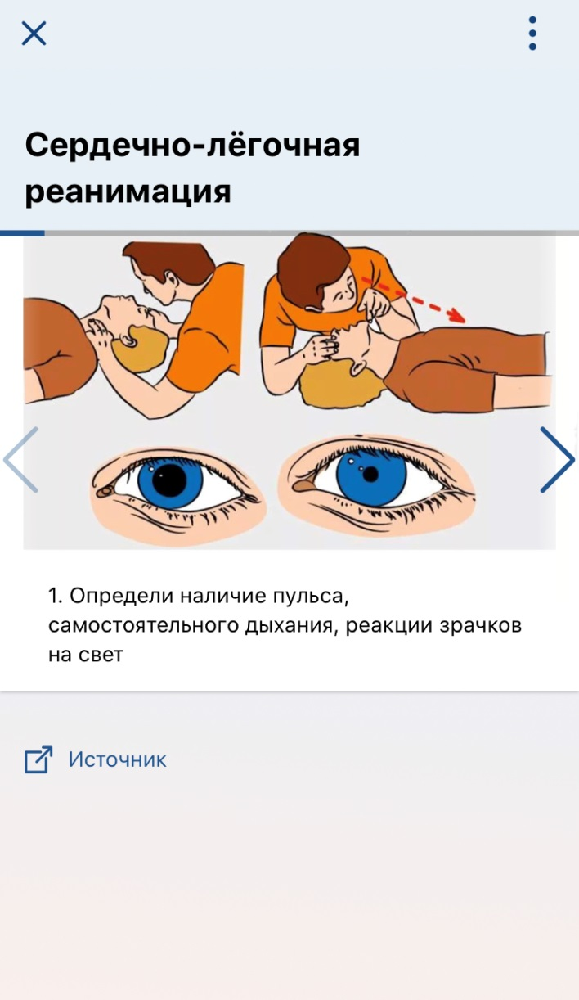 Сердечно-лёгочная
реанимация
1. Определи наличие пульса,
самостоятельного дыхания, реакции зрачков
на свет
Источник